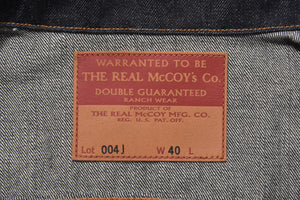 WARRANTED TO BE
THE REAL McCOY's Co.
DOUBLE GUARANTEED
RANCH WEAR
PRODUCT OF
THE REAL McCOY MFG. CO.
REG. U.S. PAT. OFF.
Lot 004J W 40 L